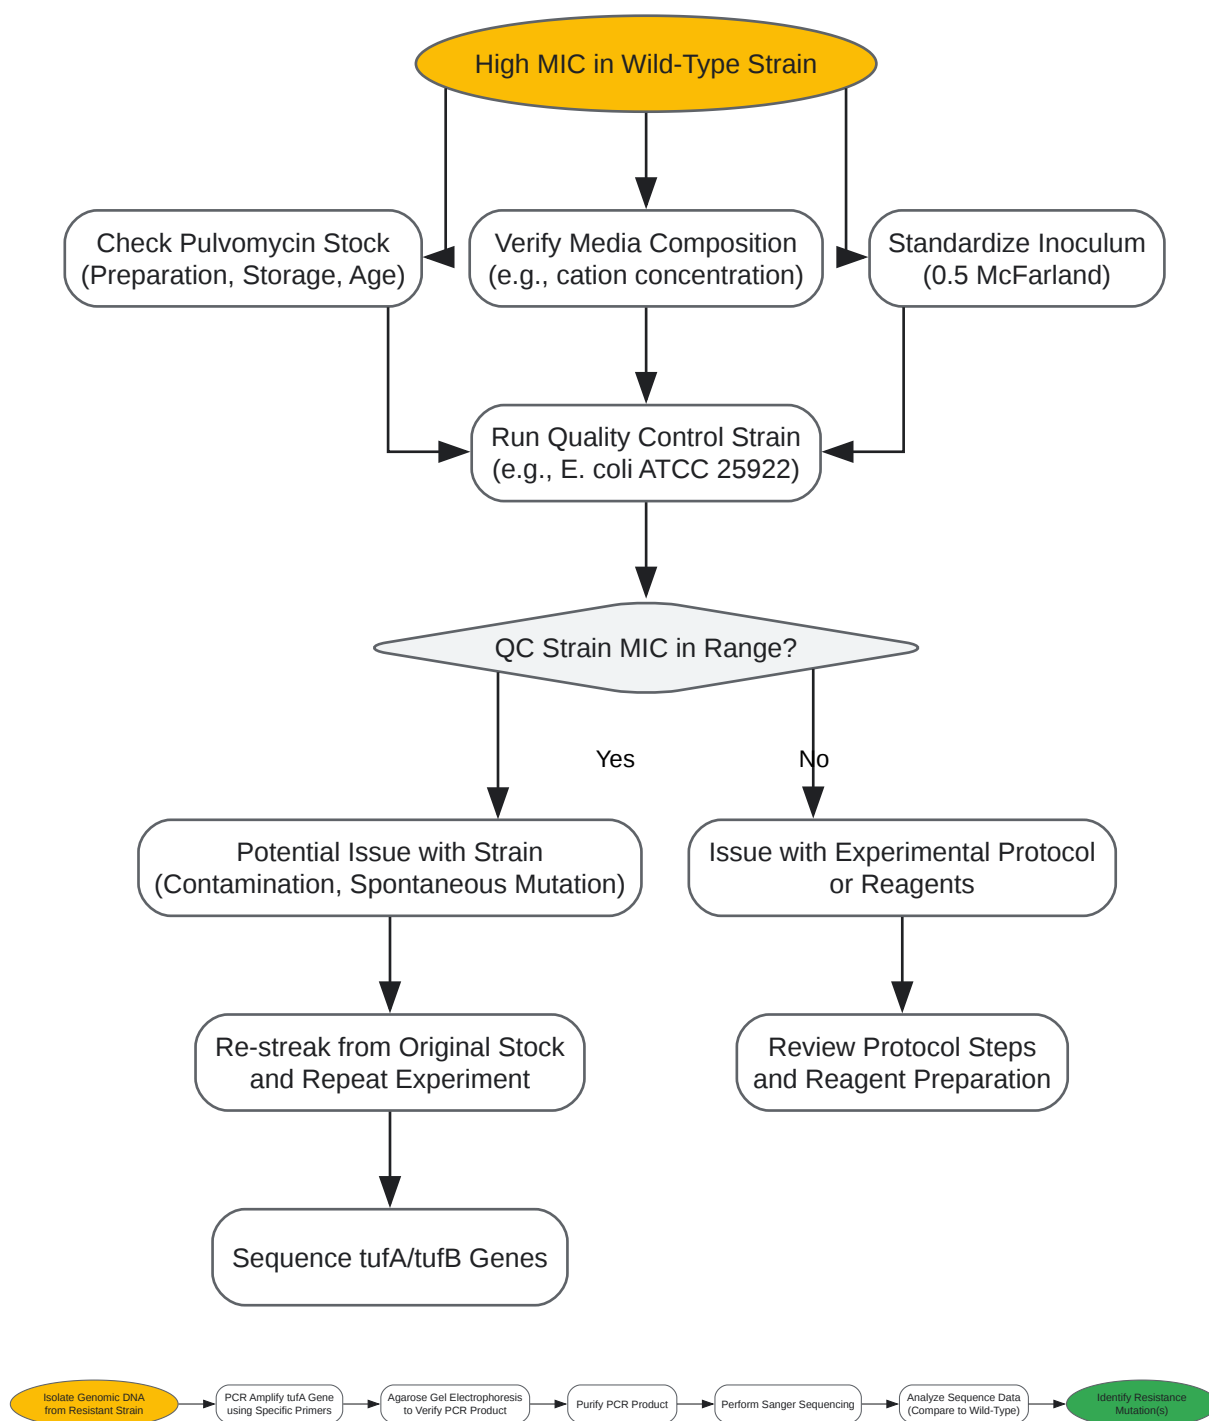 High MIC in Wild-Type Strain
Check Pulvomycin Stock
(Preparation, Storage, Age)
Verify Media Composition
(e.g., cation concentration)
Standardize Inoculum
(0.5 McFarland)
Run Quality Control Strain
(e.g., E. coli ATCC 25922)
QC Strain MIC in Range?
Yes
No
Potential Issue with Strain
(Contamination, Spontaneous Mutation)
Issue with Experimental Protocol
or Reagents
Re-streak from Original Stock
and Repeat Experiment
Review Protocol Steps
and Reagent Preparation
Sequence tufA/tufB Genes
Isolate Genomic DNA
from Resistant Strain
PCR Amplify tufA Gene
using Specific Primers
Agarose Gel Electrophoresis
to Verify PCR Product
Purify PCR Product
Perform Sanger Sequencing
Analyze Sequence Data
(Compare to Wild-Type)
Identify Resistance
Mutation(s)